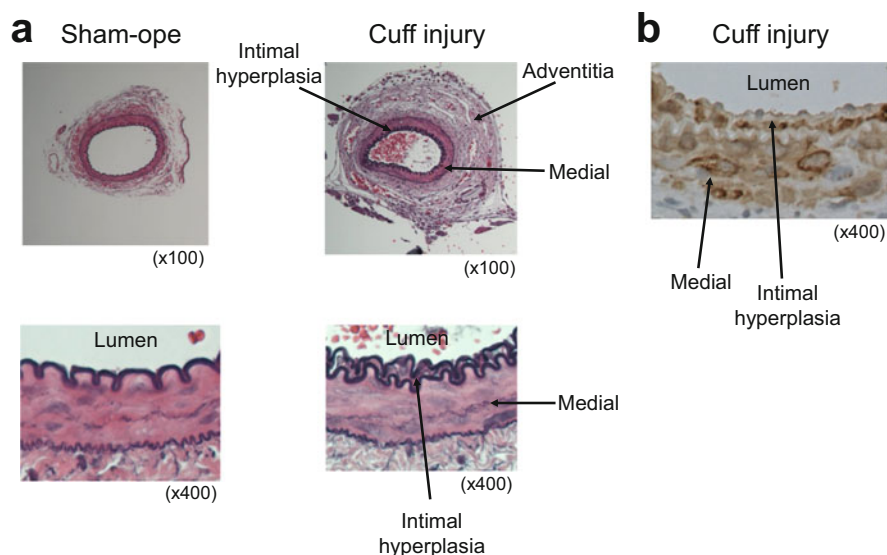 a
Sham-ope
Cuff injury
Intimal
hyperplasia
Adventitia
Medial
(x100)
(x100)
Lumen
Lumen
Medial
(x400)
(x400)
Intimal
hyperplasia
b
Cuff injury
Lumen
(x400)
Medial
Intimal
hyperplasia